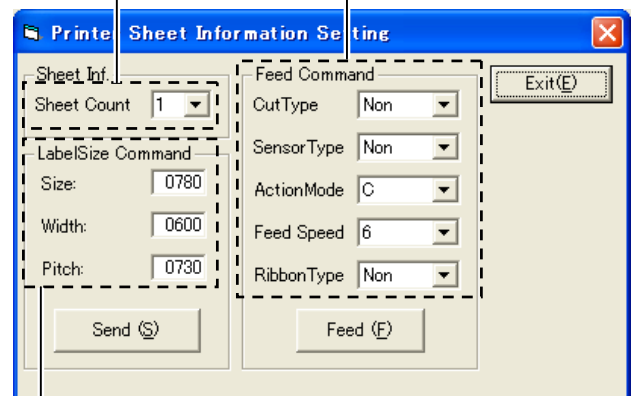 Printer Sheet Information Setting
Sheet Inf.
Sheet Count 1
LabelSize Command
Size: 0780
Width: 0600
Pitch: 0730
Send (S)
Feed Command
CutType Non
SensorType Non
ActionMode C
Feed Speed 6
RibbonType Non
Feed (F)
Exit(E)